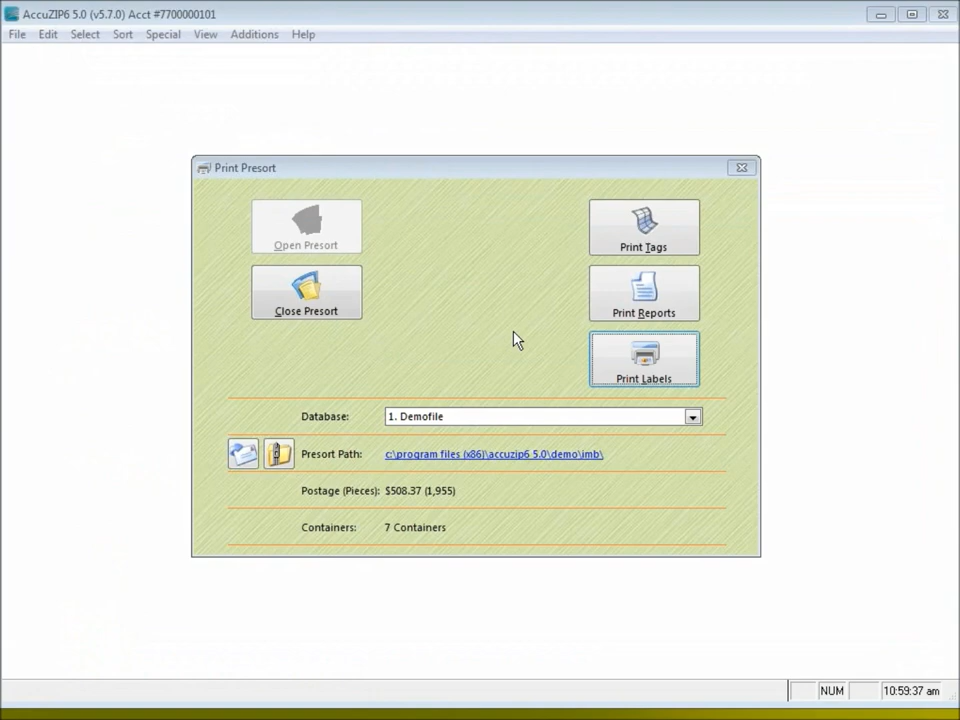 AccuZIP6 5.0 (v5.7.0) Acct #7700000101
File Edit Select Sort Special View Additions Help
Print Presort
Open Presort
Print Tags
Close Presort
Print Reports
Print Labels
Database: 1. Demofile
Presort Path: c:\program files (x86)\accuzip6 5.0\demo\imb\
Postage (Pieces): $508.37 (1,955)
Containers: 7 Containers
NUM 10:59:37 am